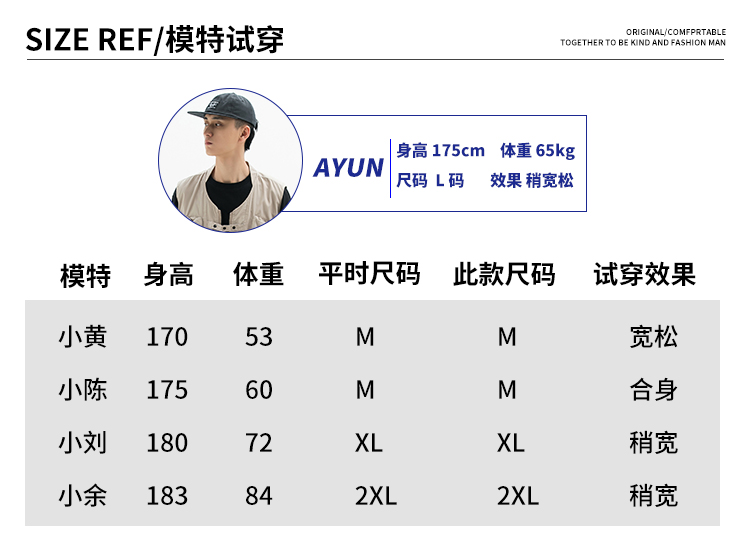 SIZE REF/模特试穿
ORIGINAL/COMFPRTABLE
TOGETHER TO BE KIND AND FASHION MAN
AYUN
身高 175cm 体重 65kg
尺码 L 码 效果 稍宽松
模特 身高 体重 平时尺码 此款尺码 试穿效果
小黄 170 53 M M 宽松
小陈 175 60 M M 合身
小刘 180 72 XL XL 稍宽
小余 183 84 2XL 2XL 稍宽